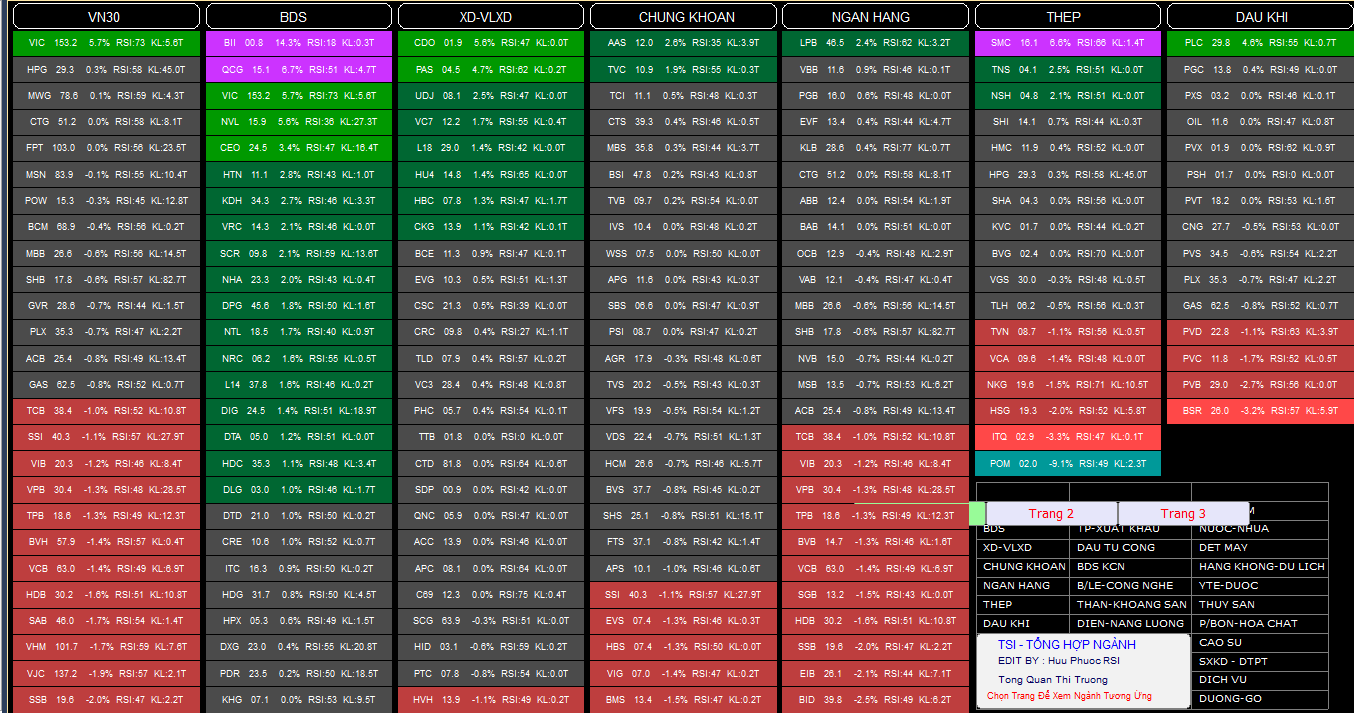 VN30
VIC 153.2 5.7% RSI:73 KL:5.6T
HPG 29.3 0.3% RSI:58 KL:45.0T
MWG 78.6 0.1% RSI:59 KL:4.3T
CTG 51.2 0.0% RSI:58 KL:8.1T
FPT 103.0 0.0% RSI:56 KL:23.5T
MSN 83.9 -0.1% RSI:55 KL:10.4T
POW 15.3 -0.3% RSI:45 KL:12.8T
BCM 68.9 -0.4% RSI:56 KL:0.2T
MBB 26.6 -0.6% RSI:56 KL:14.5T
SHB 17.8 -0.6% RSI:57 KL:82.7T
GVR 28.6 -0.7% RSI:44 KL:1.5T
PLX 35.3 -0.7% RSI:47 KL:2.2T
ACB 25.4 -0.8% RSI:49 KL:13.4T
GAS 62.5 -0.8% RSI:52 KL:0.7T
TCB 38.4 -1.0% RSI:52 KL:10.8T
SSI 40.3 -1.1% RSI:57 KL:27.9T
VIB 20.3 -1.2% RSI:46 KL:8.4T
VPB 30.4 -1.3% RSI:48 KL:28.5T
TPB 18.6 -1.3% RSI:49 KL:12.3T
BVH 57.9 -1.4% RSI:57 KL:0.4T
VCB 63.0 -1.4% RSI:49 KL:6.9T
HDB 30.2 -1.6% RSI:51 KL:10.8T
SAB 46.0 -1.7% RSI:54 KL:1.4T
VHM 101.7 -1.7% RSI:59 KL:7.6T
VJC 137.2 -1.9% RSI:57 KL:2.1T
SSB 19.6 -2.0% RSI:47 KL:2.2T
BDS
BII 00.8 14.3% RSI:18 KL:0.3T
QCG 15.1 6.7% RSI:51 KL:4.7T
VIC 153.2 5.7% RSI:73 KL:5.6T
NVL 15.9 5.6% RSI:36 KL:27.3T
CEO 24.5 3.4% RSI:47 KL:16.4T
HTN 11.1 2.8% RSI:43 KL:1.0T
KDH 34.3 2.7% RSI:46 KL:3.3T
VRC 14.3 2.1% RSI:46 KL:0.0T
SCR 09.8 2.1% RSI:59 KL:13.6T
NHA 23.3 2.0% RSI:43 KL:0.4T
DPG 45.6 1.8% RSI:50 KL:1.6T
NTL 18.5 1.7% RSI:40 KL:0.9T
NRC 06.2 1.6% RSI:55 KL:0.5T
L14 37.8 1.6% RSI:46 KL:0.2T
DIG 24.5 1.4% RSI:51 KL:18.9T
DTA 05.0 1.2% RSI:51 KL:0.0T
HDC 35.3 1.1% RSI:48 KL:3.4T
DLG 03.0 1.0% RSI:46 KL:1.7T
DTD 21.0 1.0% RSI:50 KL:0.2T
CRE 10.6 1.0% RSI:52 KL:0.7T
ITC 16.3 0.9% RSI:50 KL:0.2T
HDG 31.7 0.8% RSI:50 KL:4.5T
HPX 05.3 0.6% RSI:49 KL:1.5T
DXG 23.0 0.4% RSI:55 KL:20.8T
PDR 23.5 0.2% RSI:50 KL:18.5T
KHG 07.1 0.0% RSI:53 KL:9.5T
XD-VLXD
CDO 01.9 5.6% RSI:47 KL:0.0T
PAS 04.5 4.7% RSI:62 KL:0.2T
UDJ 08.1 2.5% RSI:47 KL:0.0T
VC7 12.2 1.7% RSI:55 KL:0.4T
L18 29.0 1.4% RSI:42 KL:0.0T
HU4 14.8 1.4% RSI:65 KL:0.0T
HBC 07.8 1.3% RSI:47 KL:1.7T
CKG 13.9 1.1% RSI:42 KL:0.1T
BCE 11.3 0.9% RSI:47 KL:0.1T
EVG 10.3 0.5% RSI:51 KL:1.3T
CSC 21.3 0.5% RSI:39 KL:0.0T
CRC 09.8 0.4% RSI:27 KL:1.1T
TLD 07.9 0.4% RSI:57 KL:0.2T
VC3 28.4 0.4% RSI:48 KL:0.8T
PHC 05.7 0.4% RSI:54 KL:0.1T
TTB 01.8 0.0% RSI:0 KL:0.0T
CTD 81.8 0.0% RSI:64 KL:0.6T
SDP 00.9 0.0% RSI:42 KL:0.0T
QNC 05.9 0.0% RSI:47 KL:0.0T
ACC 13.9 0.0% RSI:46 KL:0.0T
APC 08.1 0.0% RSI:64 KL:0.0T
C69 12.3 0.0% RSI:75 KL:0.4T
SCG 63.9 -0.3% RSI:51 KL:0.0T
HID 03.1 -0.6% RSI:59 KL:0.2T
PTC 07.8 -0.8% RSI:54 KL:0.0T
HVH 13.9 -1.1% RSI:49 KL:0.2T
CHUNG KHOAN
AAS 12.0 2.6% RSI:35 KL:3.9T
TVC 10.9 1.9% RSI:55 KL:0.3T
TCI 11.1 0.5% RSI:48 KL:0.3T
CTS 39.3 0.4% RSI:46 KL:0.5T
MBS 35.8 0.3% RSI:44 KL:3.7T
BSI 47.8 0.2% RSI:43 KL:0.8T
TVB 09.7 0.2% RSI:54 KL:0.0T
IVS 10.4 0.0% RSI:48 KL:0.2T
WSS 07.5 0.0% RSI:50 KL:0.0T
APG 11.6 0.0% RSI:43 KL:0.3T
SBS 06.6 0.0% RSI:47 KL:0.9T
PSI 08.7 0.0% RSI:47 KL:0.2T
AGR 17.9 -0.3% RSI:48 KL:0.6T
TVS 20.2 -0.5% RSI:43 KL:0.3T
VFS 19.9 -0.5% RSI:54 KL:1.2T
VDS 22.4 -0.7% RSI:51 KL:1.3T
HCM 26.6 -0.7% RSI:46 KL:5.7T
BVS 37.7 -0.8% RSI:45 KL:0.2T
SHS 25.1 -0.8% RSI:51 KL:15.1T
FTS 37.1 -0.8% RSI:42 KL:1.4T
APS 10.1 -1.0% RSI:46 KL:0.6T
SSI 40.3 -1.1% RSI:57 KL:27.9T
EVS 07.4 -1.3% RSI:46 KL:0.3T
HBS 07.4 -1.3% RSI:50 KL:0.0T
VIG 07.0 -1.4% RSI:47 KL:0.2T
BMS 13.4 -1.5% RSI:47 KL:0.2T
NGAN HANG
LPB 46.5 2.4% RSI:62 KL:3.2T
VBB 11.6 0.9% RSI:46 KL:0.1T
PGB 16.0 0.6% RSI:48 KL:0.0T
EVF 13.4 0.4% RSI:44 KL:4.7T
KLB 28.6 0.4% RSI:77 KL:0.7T
CTG 51.2 0.0% RSI:58 KL:8.1T
ABB 12.4 0.0% RSI:54 KL:1.9T
BAB 14.1 0.0% RSI:51 KL:0.0T
OCB 12.9 -0.4% RSI:48 KL:2.9T
VAB 12.1 -0.4% RSI:47 KL:0.4T
MBB 26.6 -0.6% RSI:56 KL:14.5T
SHB 17.8 -0.6% RSI:57 KL:82.7T
NVB 15.0 -0.7% RSI:44 KL:0.2T
MSB 13.5 -0.7% RSI:53 KL:6.2T
ACB 25.4 -0.8% RSI:49 KL:13.4T
TCB 38.4 -1.0% RSI:52 KL:10.8T
VIB 20.3 -1.2% RSI:46 KL:8.4T
VPB 30.4 -1.3% RSI:48 KL:28.5T
TPB 18.6 -1.3% RSI:49 KL:12.3T
BVB 14.7 -1.3% RSI:46 KL:1.6T
VCB 63.0 -1.4% RSI:49 KL:6.9T
SGB 13.2 -1.5% RSI:43 KL:0.0T
HDB 30.2 -1.6% RSI:51 KL:10.8T
SSB 19.6 -2.0% RSI:47 KL:2.2T
EIB 26.1 -2.1% RSI:44 KL:7.1T
BID 39.8 -2.5% RSI:49 KL:6.2T
THEP
SMC 16.1 6.6% RSI:66 KL:1.4T
TNS 04.1 2.5% RSI:51 KL:0.0T
NSH 04.8 2.1% RSI:51 KL:0.0T
SHI 14.1 0.7% RSI:44 KL:0.3T
HMC 11.9 0.4% RSI:52 KL:0.0T
HPG 29.3 0.3% RSI:58 KL:45.0T
SHA 04.3 0.0% RSI:56 KL:0.0T
KVC 01.7 0.0% RSI:44 KL:0.2T
BVG 02.4 0.0% RSI:70 KL:0.0T
VGS 30.0 -0.3% RSI:48 KL:0.5T
TLH 06.2 -0.5% RSI:56 KL:0.3T
TVN 08.7 -1.1% RSI:56 KL:0.5T
VCA 09.6 -1.4% RSI:48 KL:0.0T
NKG 19.6 -1.5% RSI:71 KL:10.5T
HSG 19.3 -2.0% RSI:52 KL:5.8T
ITQ 02.9 -3.3% RSI:47 KL:0.1T
POM 02.0 -9.1% RSI:49 KL:2.3T
DAU KHI
PLC 29.8 4.6% RSI:55 KL:0.7T
PGC 13.8 0.4% RSI:49 KL:0.0T
PXS 03.2 0.0% RSI:46 KL:0.1T
OIL 11.6 0.0% RSI:47 KL:0.8T
PVX 01.9 0.0% RSI:62 KL:0.9T
PSH 01.7 0.0% RSI:0 KL:0.0T
PVT 18.2 0.0% RSI:53 KL:1.6T
CNG 27.7 -0.5% RSI:53 KL:0.0T
PVS 34.5 -0.6% RSI:54 KL:2.2T
PLX 35.3 -0.7% RSI:47 KL:2.2T
GAS 62.5 -0.8% RSI:52 KL:0.7T
PVD 22.8 -1.1% RSI:63 KL:3.9T
PVC 11.8 -1.7% RSI:52 KL:0.5T
PVB 29.0 -2.7% RSI:56 KL:0.0T
BSR 26.0 -3.2% RSI:57 KL:5.9T
Trang 2 Trang 3 M
BDS TP-XUAT KHAU NUOC-NHUA
XD-VLXD DAU TU CONG DET MAY
CHUNG KHOAN BDS KCN HANG KHONG-DU LICH
NGAN HANG B/LE-CONG NGHE YTE-DUOC
THEP THAN-KHOANG SAN THUY SAN
DAU KHI DIEN-NANG LUONG P/BON-HOA CHAT
CAO SU
SXKD - DTPT
DICH VU
DUONG-GO
TSI - TỔNG HỢP NGÀNH
EDIT BY : Huu Phuoc RSI
Tong Quan Thi Truong
Chọn Trang Để Xem Ngành Tương Ứng